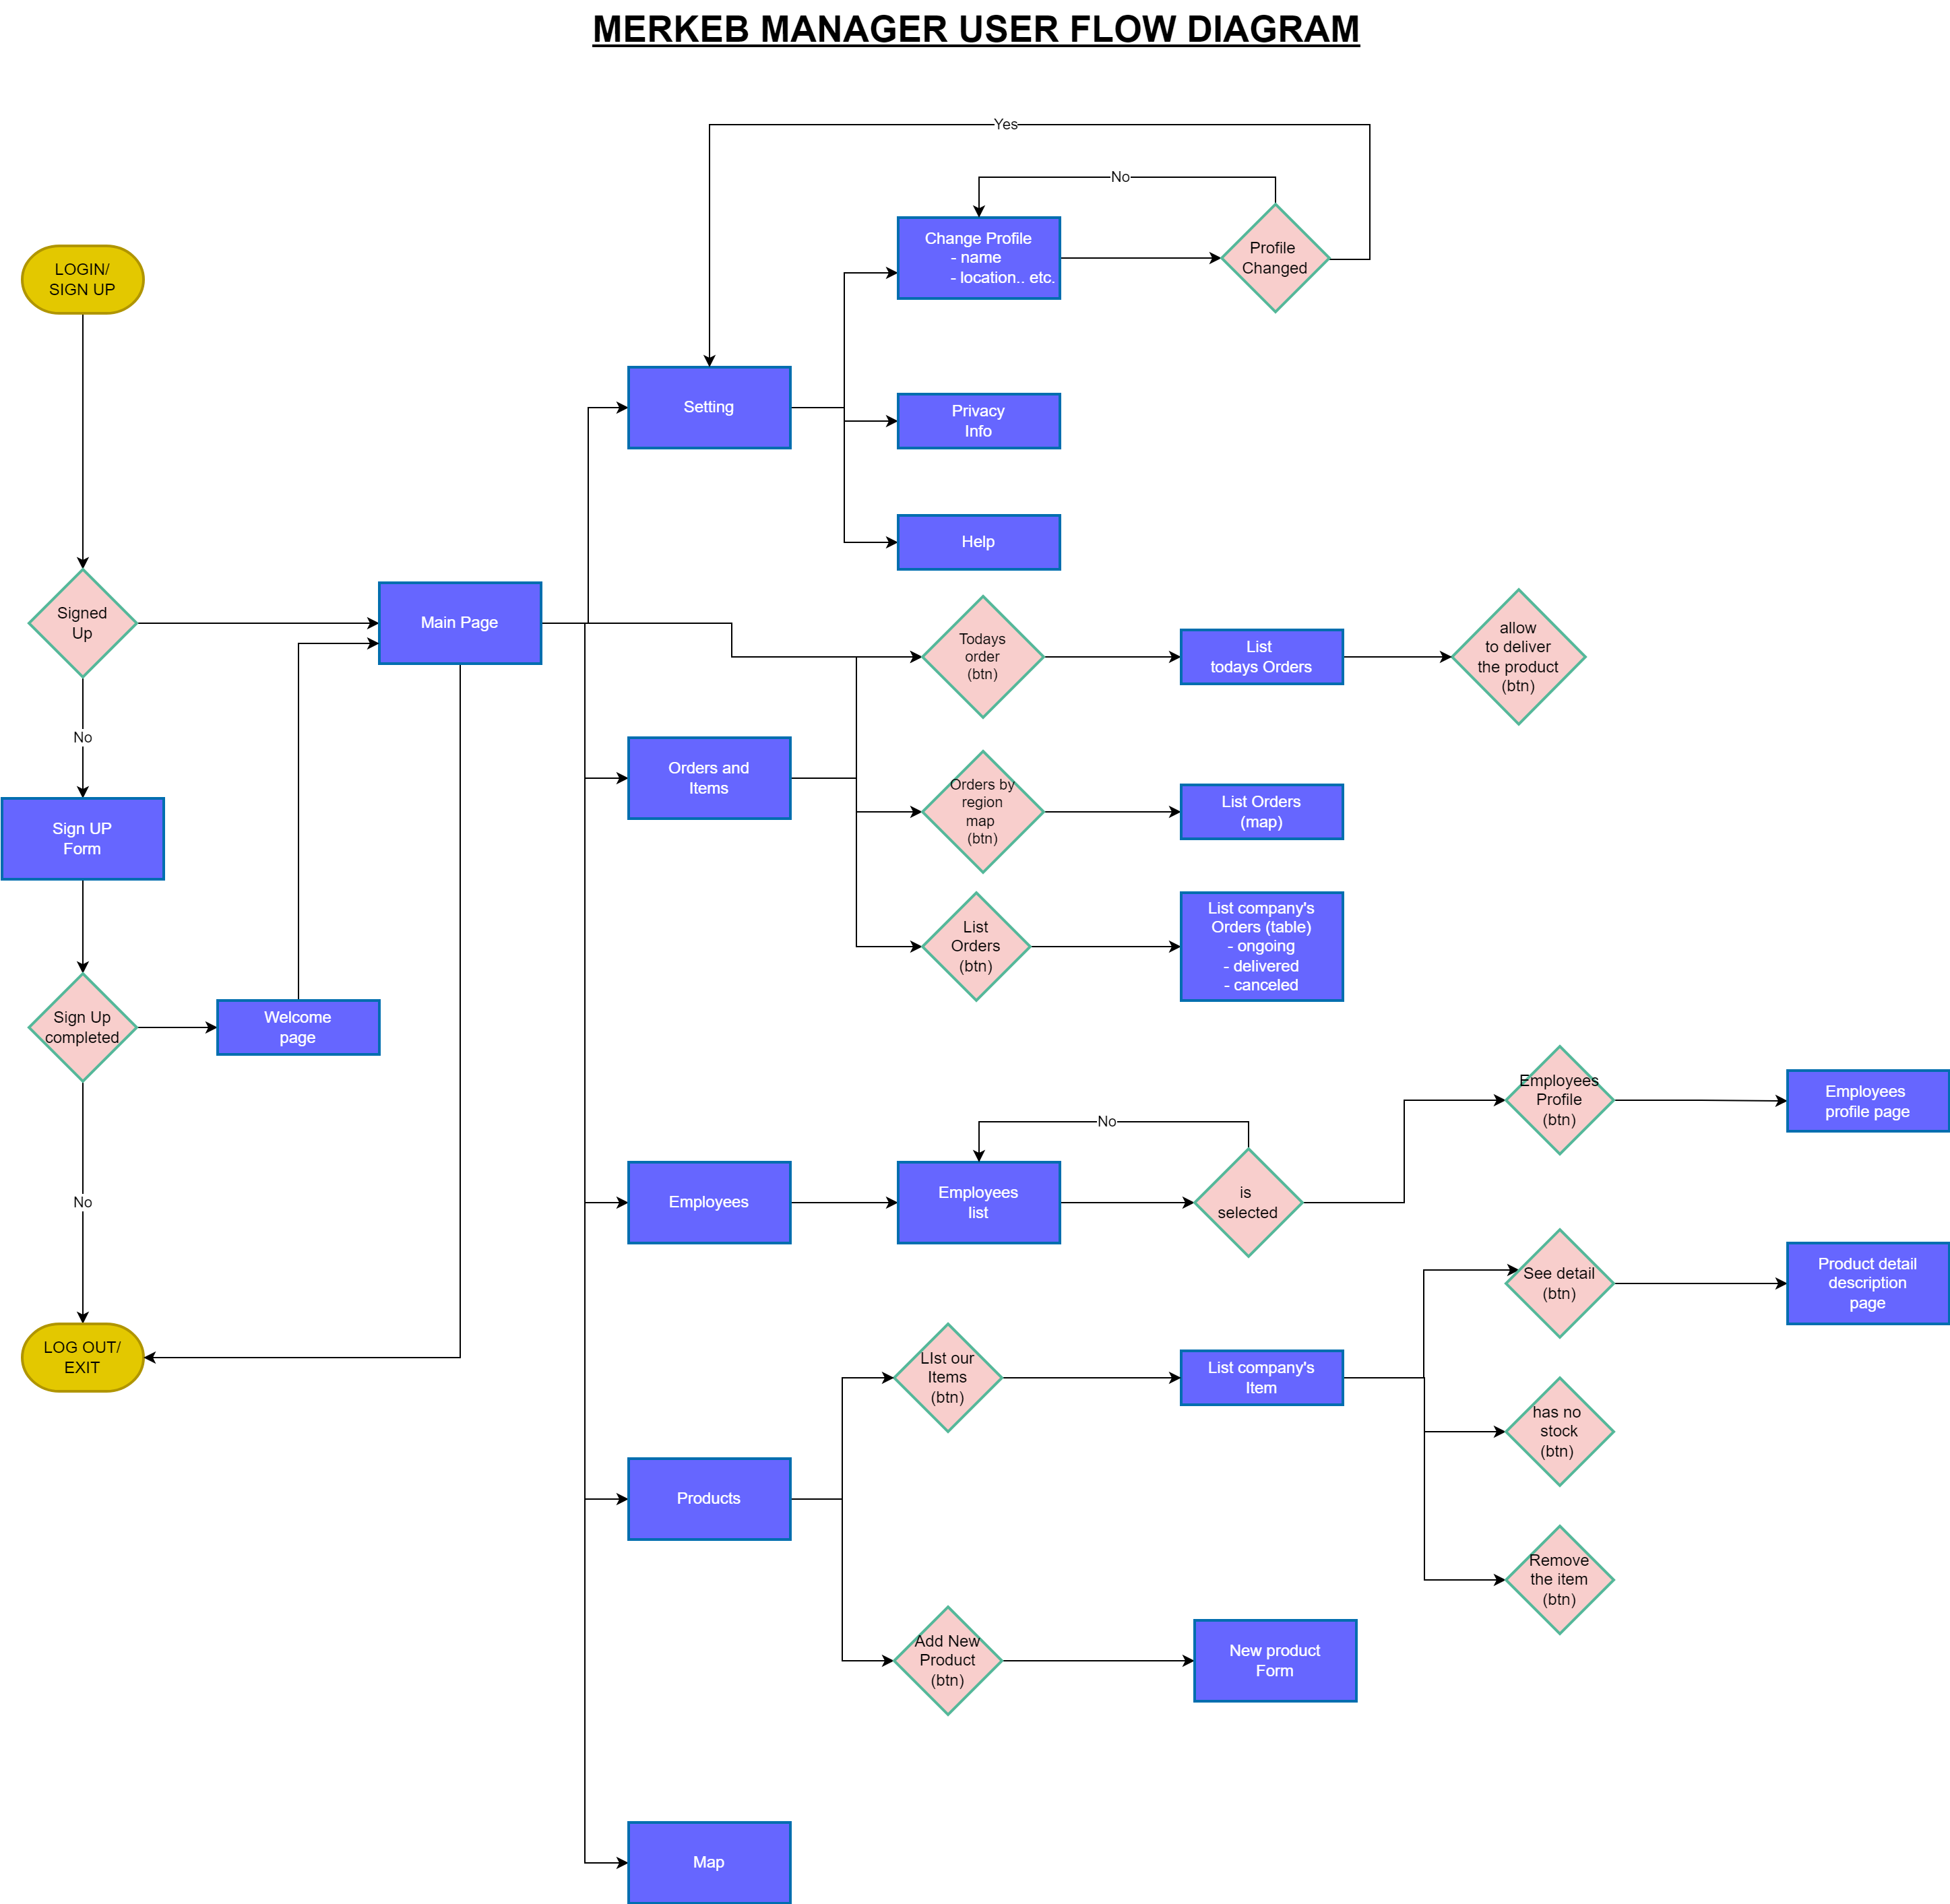 MERKEB MANAGER USER FLOW DIAGRAM
Yes
No
Change Profile
- name
- location.. etc.
Profile
Changed
LOGIN/
SIGN UP
Setting
Privacy
Info
Help
Signed
Up
Main Page
Todays
order
(btn)
List
todays Orders
allow
to deliver
the product
(btn)
No
Orders and
Items
Orders by
region
map
(btn)
List Orders
(map)
Sign UP
Form
List
Orders
(btn)
List company's
Orders (table)
- ongoing
- delivered
- canceled
Sign Up
completed
Welcome
page
Employees
Profile
(btn)
Employees
profile page
No
No
Employees
Employees
list
is
selected
See detail
(btn)
Product detail
description
page
LOG OUT/
EXIT
LIst our
Items
(btn)
List company's
Item
has no
stock
(btn)
Products
Remove
the item
(btn)
Add New
Product
(btn)
New product
Form
Map